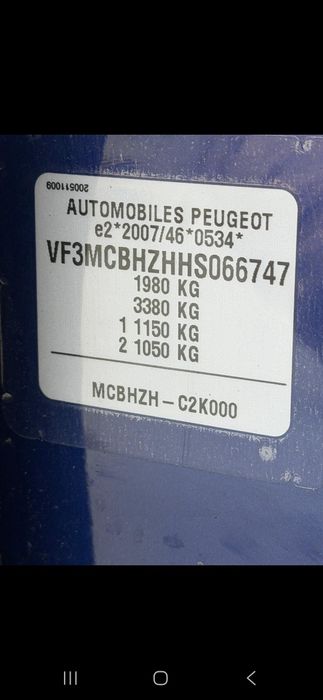 200511009
AUTOMOBILES PEUGEOT
e2*2007/46*0534*
VF3MCBHZHHS066747
1980 KG
3380 KG
1 1150 KG
2 1050 KG
MCBHZH-C2K000